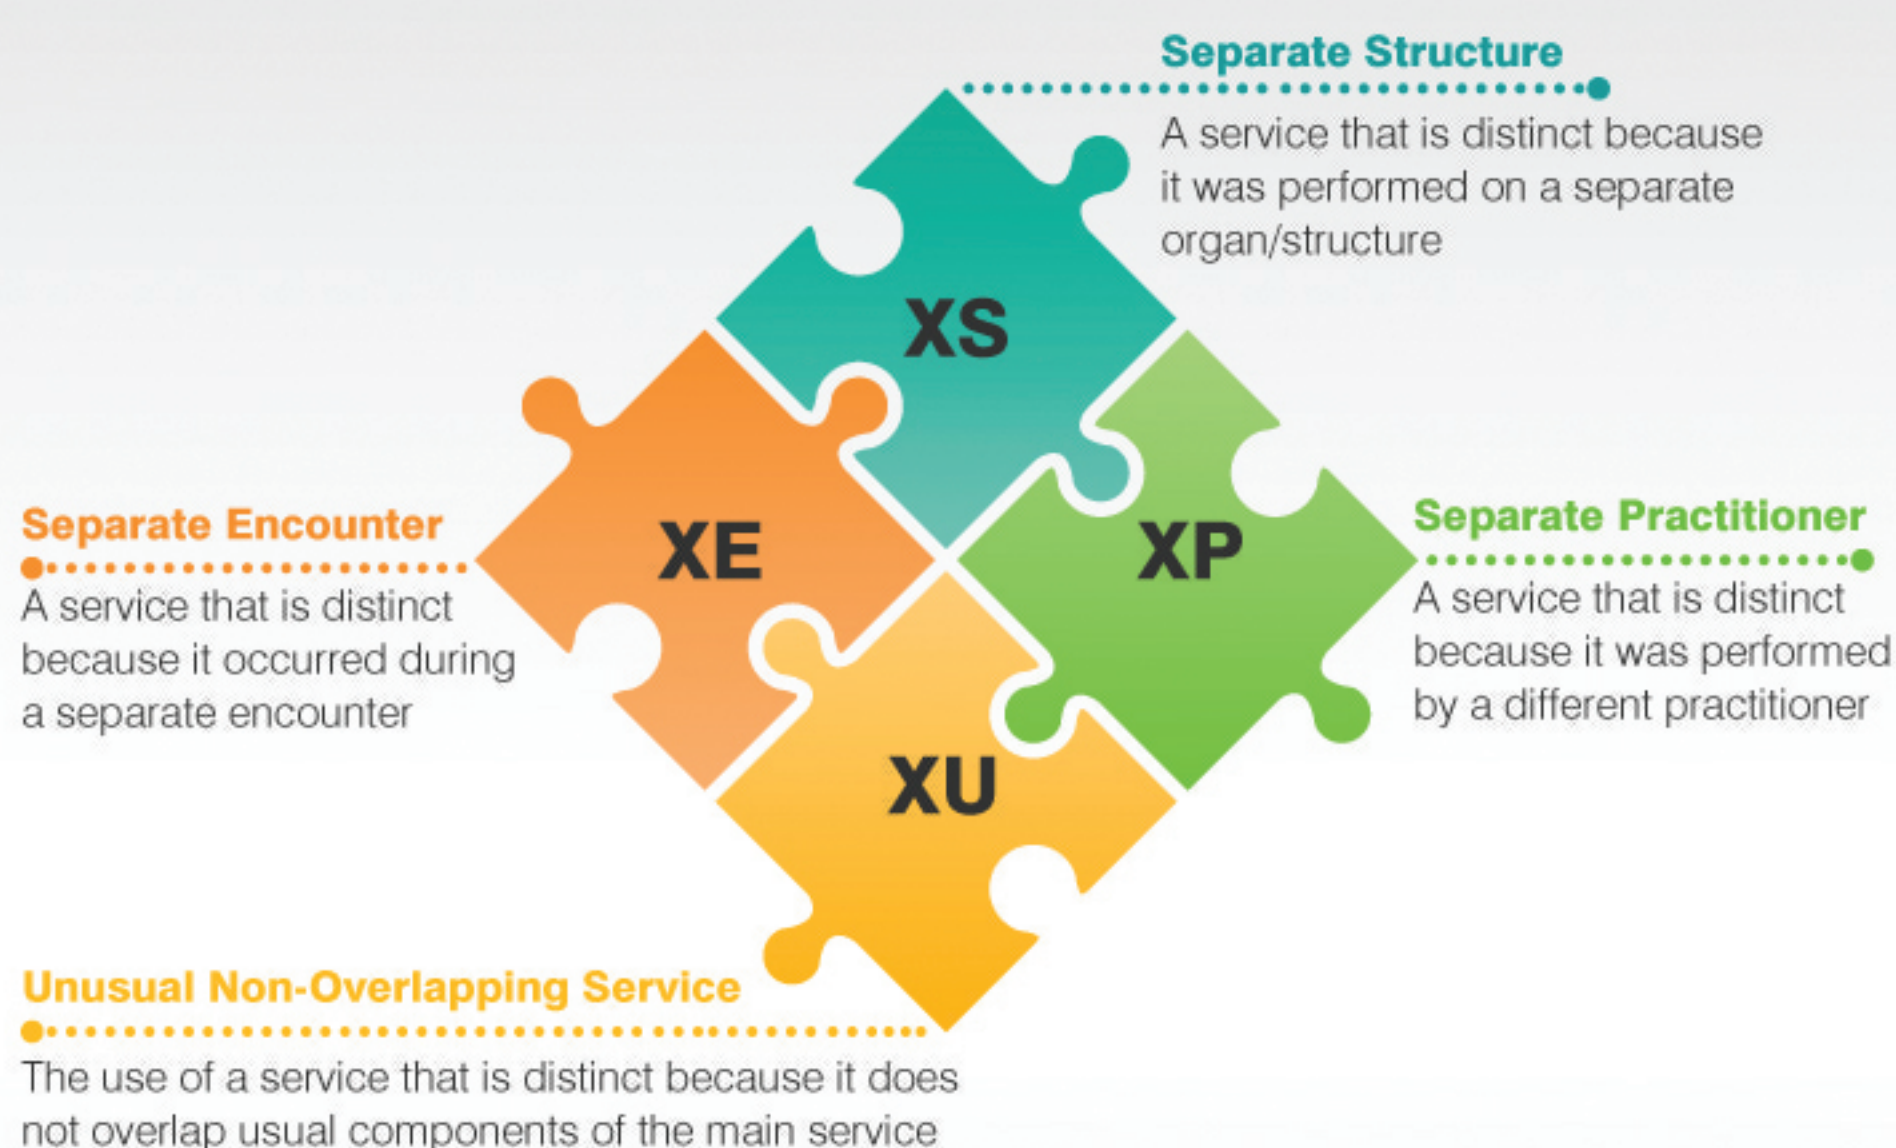 Separate Structure
A service that is distinct because
it was performed on a separate
organ/structure
XS
XE
XP
XU
Separate Encounter
A service that is distinct
because it occurred during
a separate encounter
Separate Practitioner
A service that is distinct
because it was performed
by a different practitioner
Unusual Non-Overlapping Service
The use of a service that is distinct because it does
not overlap usual components of the main service